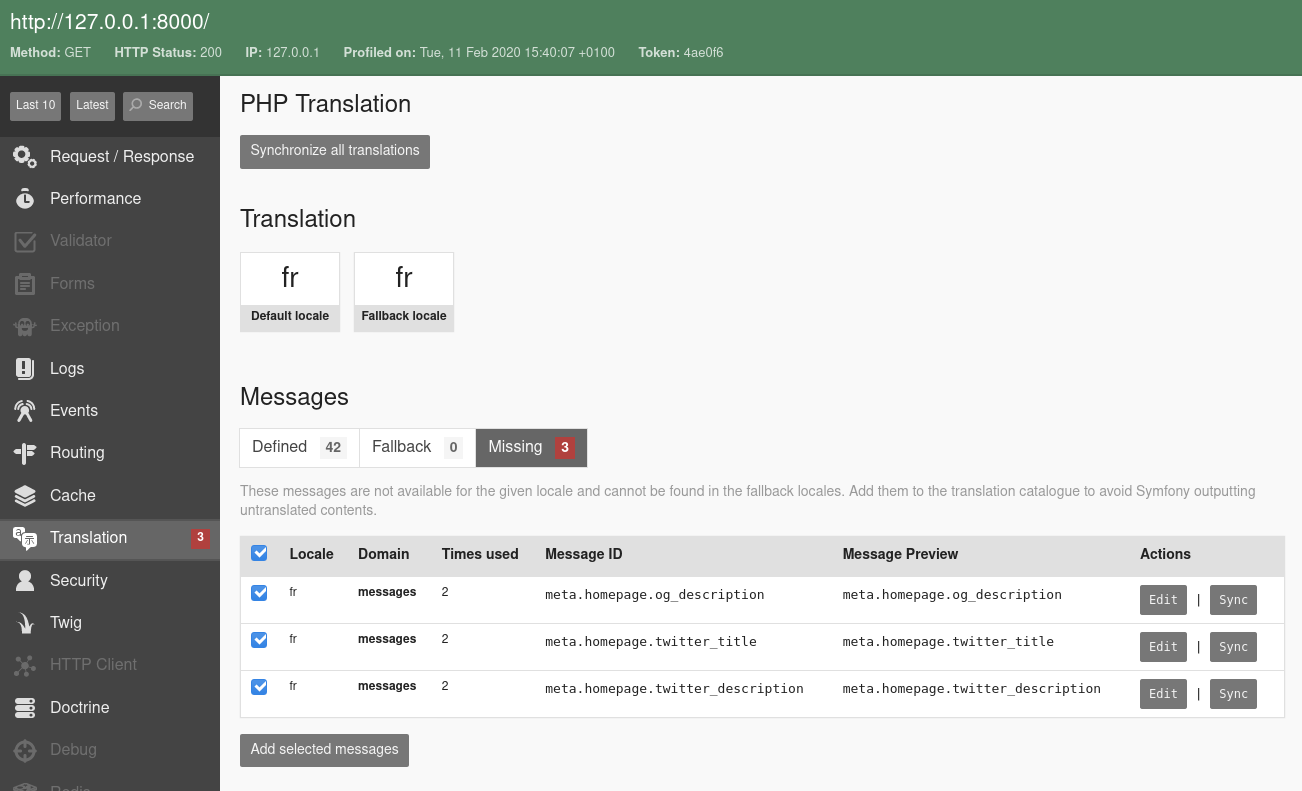 http://127.0.0.1:8000/
Method: GET HTTP Status: 200 IP: 127.0.0.1 Profiled on: Tue, 11 Feb 2020 15:40:07 +0100 Token: 4ae0f6
Last 10 Latest Search
Request / Response
Performance
Validator
Forms
Exception
Logs
Events
Routing
Cache
Translation 3
Security
Twig
HTTP Client
Doctrine
Debug
Redis
PHP Translation
Synchronize all translations
Translation
fr fr
Default locale Fallback locale
Messages
Defined 42 Fallback 0 Missing 3
These messages are not available for the given locale and cannot be found in the fallback locales. Add them to the translation catalogue to avoid Symfony outputting
untranslated contents.
Locale Domain Times used Message ID Message Preview Actions
fr messages 2 meta.homepage.og_description meta.homepage.og_description Edit | Sync
fr messages 2 meta.homepage.twitter_title meta.homepage.twitter_title Edit | Sync
fr messages 2 meta.homepage.twitter_description meta.homepage.twitter_description Edit | Sync
Add selected messages